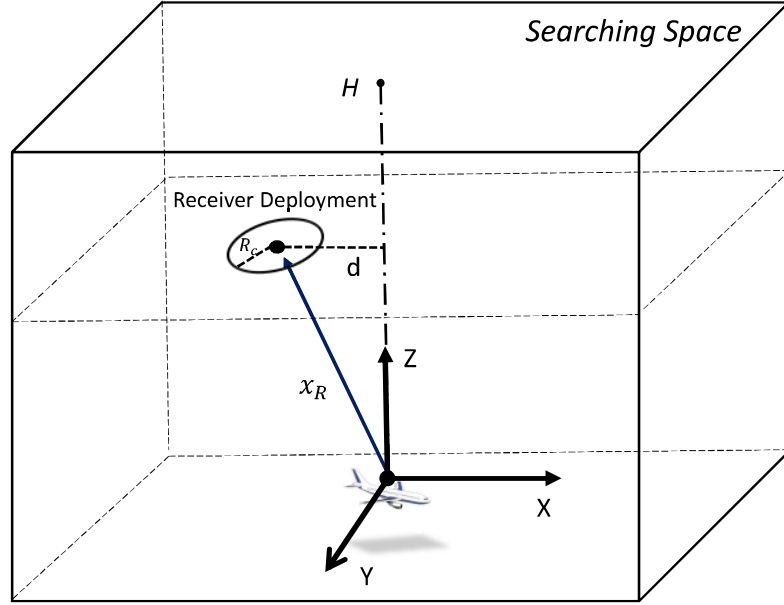 Searching Space
H
Receiver Deployment
R_c
d
Z
x_R
X
Y